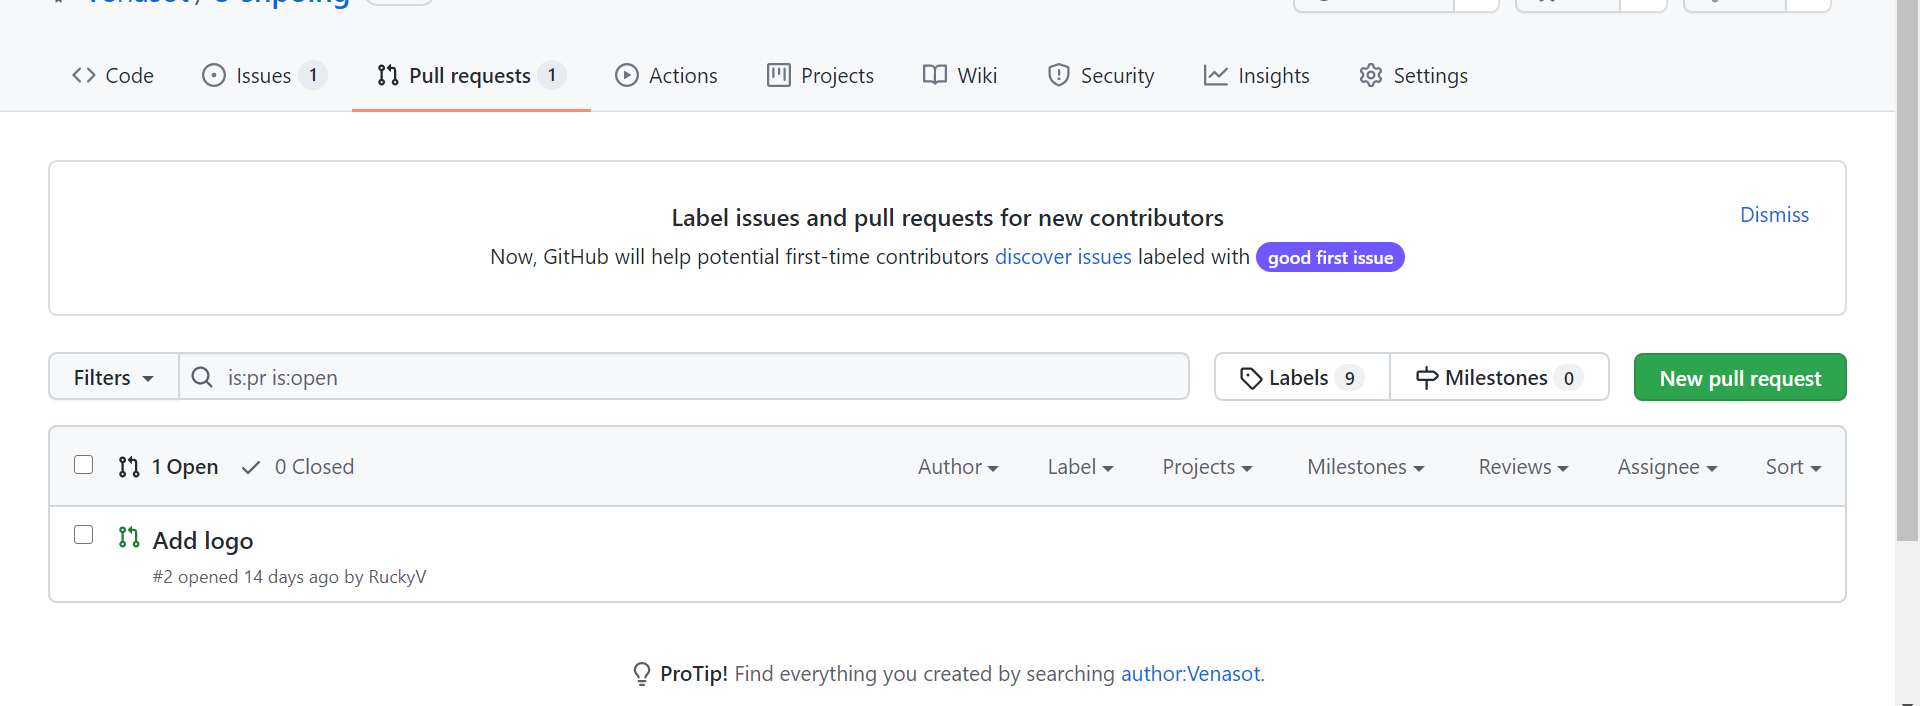 Code Issues 1 Pull requests 1 Actions Projects Wiki Security Insights Settings
Label issues and pull requests for new contributors
Dismiss
Now, GitHub will help potential first-time contributors discover issues labeled with good first issue
Filters is:pr is:open Labels 9 Milestones 0 New pull request
1 Open 0 Closed Author Label Projects Milestones Reviews Assignee Sort
Add logo
#2 opened 14 days ago by RuckyV
ProTip! Find everything you created by searching author:Venasot.